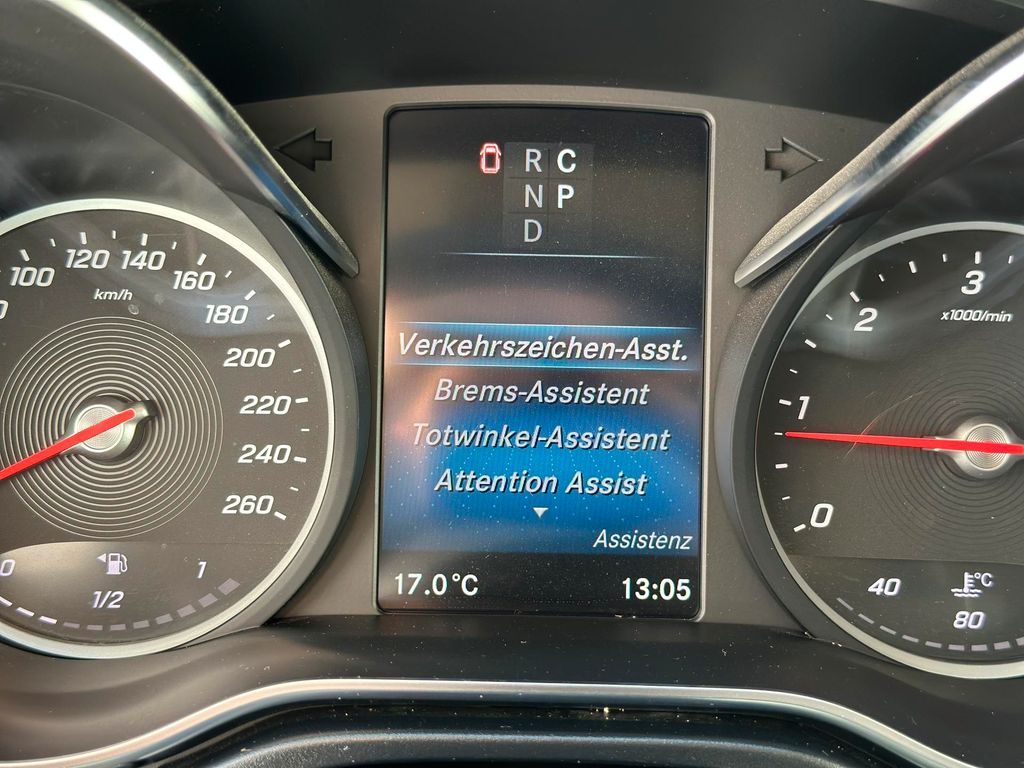 R C
N P
D
Verkehrszeichen-Asst.
Brems-Assistent
Totwinkel-Assistent
Attention Assist
Assistenz
17.0°C 13:05
100 120 140 160 180 200 220 240 260
km/h
0 1/2 1
0 1 2 3
x1000/min
40 80
°C